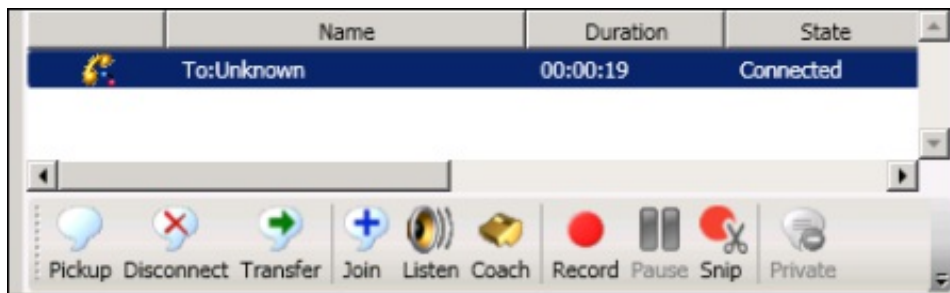 Name Duration State
To:Unknown 00:00:19 Connected
Pickup Disconnect Transfer Join Listen Coach Record Pause Snip Private